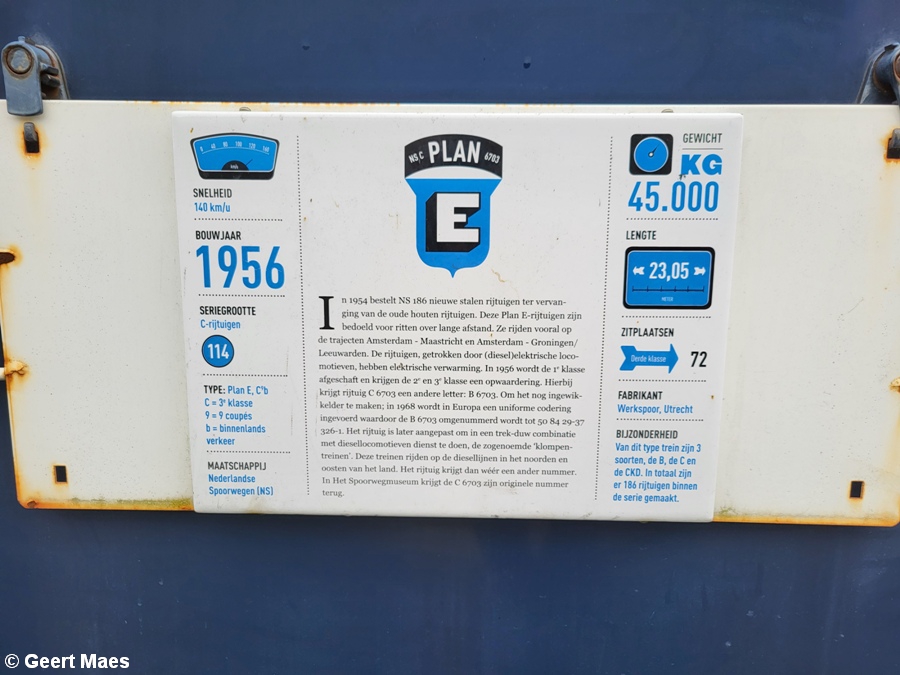 0 40 80 100 120 160
km/u
SNELHEID
140 km/u
BOUWJAAR
1956
SERIEGROOTTE
C-rijtuigen
114
TYPE: Plan E, C⁹b
C = 3ᵉ klasse
9 = 9 coupés
b = binnenlands
verkeer
MAATSCHAPPIJ
Nederlandse
Spoorwegen (NS)
NS, C PLAN 6703
E
In 1954 bestelt NS 186 nieuwe stalen rijtuigen ter vervan-
ging van de oude houten rijtuigen. Deze Plan E-rijtuigen zijn
bedoeld voor ritten over lange afstand. Ze rijden vooral op
de trajecten Amsterdam - Maastricht en Amsterdam - Groningen/
Leeuwarden. De rijtuigen, getrokken door (diesel)elektrische loco-
motieven, hebben elektrische verwarming. In 1956 wordt de 1ᵉ klasse
afgeschaft en krijgen de 2ᵉ en 3ᵉ klasse een opwaardering. Hierbij
krijgt rijtuig C 6703 een andere letter: B 6703. Om het nog ingewik-
kelder te maken; in 1968 wordt in Europa een uniforme codering
ingevoerd waardoor de B 6703 omgenummerd wordt tot 50 84 29-37
326-1. Het rijtuig is later aangepast om in een trek-duw combinatie
met diesellocomotieven dienst te doen, de zogenoemde 'klompen-
treinen'. Deze treinen rijden op de diesellijnen in het noorden en
oosten van het land. Het rijtuig krijgt dan wéér een ander nummer.
In Het Spoorwegmuseum krijgt de C 6703 zijn originele nummer
terug.
GEWICHT
KG
45.000
LENGTE
23,05
METER
ZITPLAATSEN
Derde klasse 72
FABRIKANT
Werkspoor, Utrecht
BIJZONDERHEID
Van dit type trein zijn 3
soorten, de B, de C en
de CKD. In totaal zijn
er 186 rijtuigen binnen
de serie gemaakt.
© Geert Maes